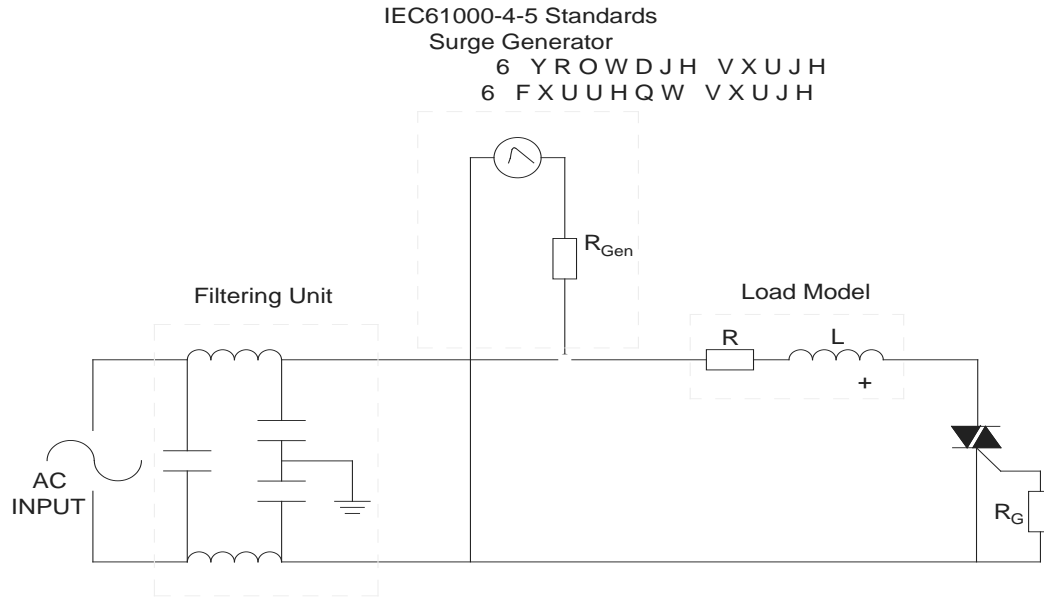 IEC61000-4-5 Standards
Surge Generator
6 YROWDJH VXUJH
6 FXUUHQW VXUJH
RGen
Filtering Unit
Load Model
R
L
+
AC
INPUT
RG